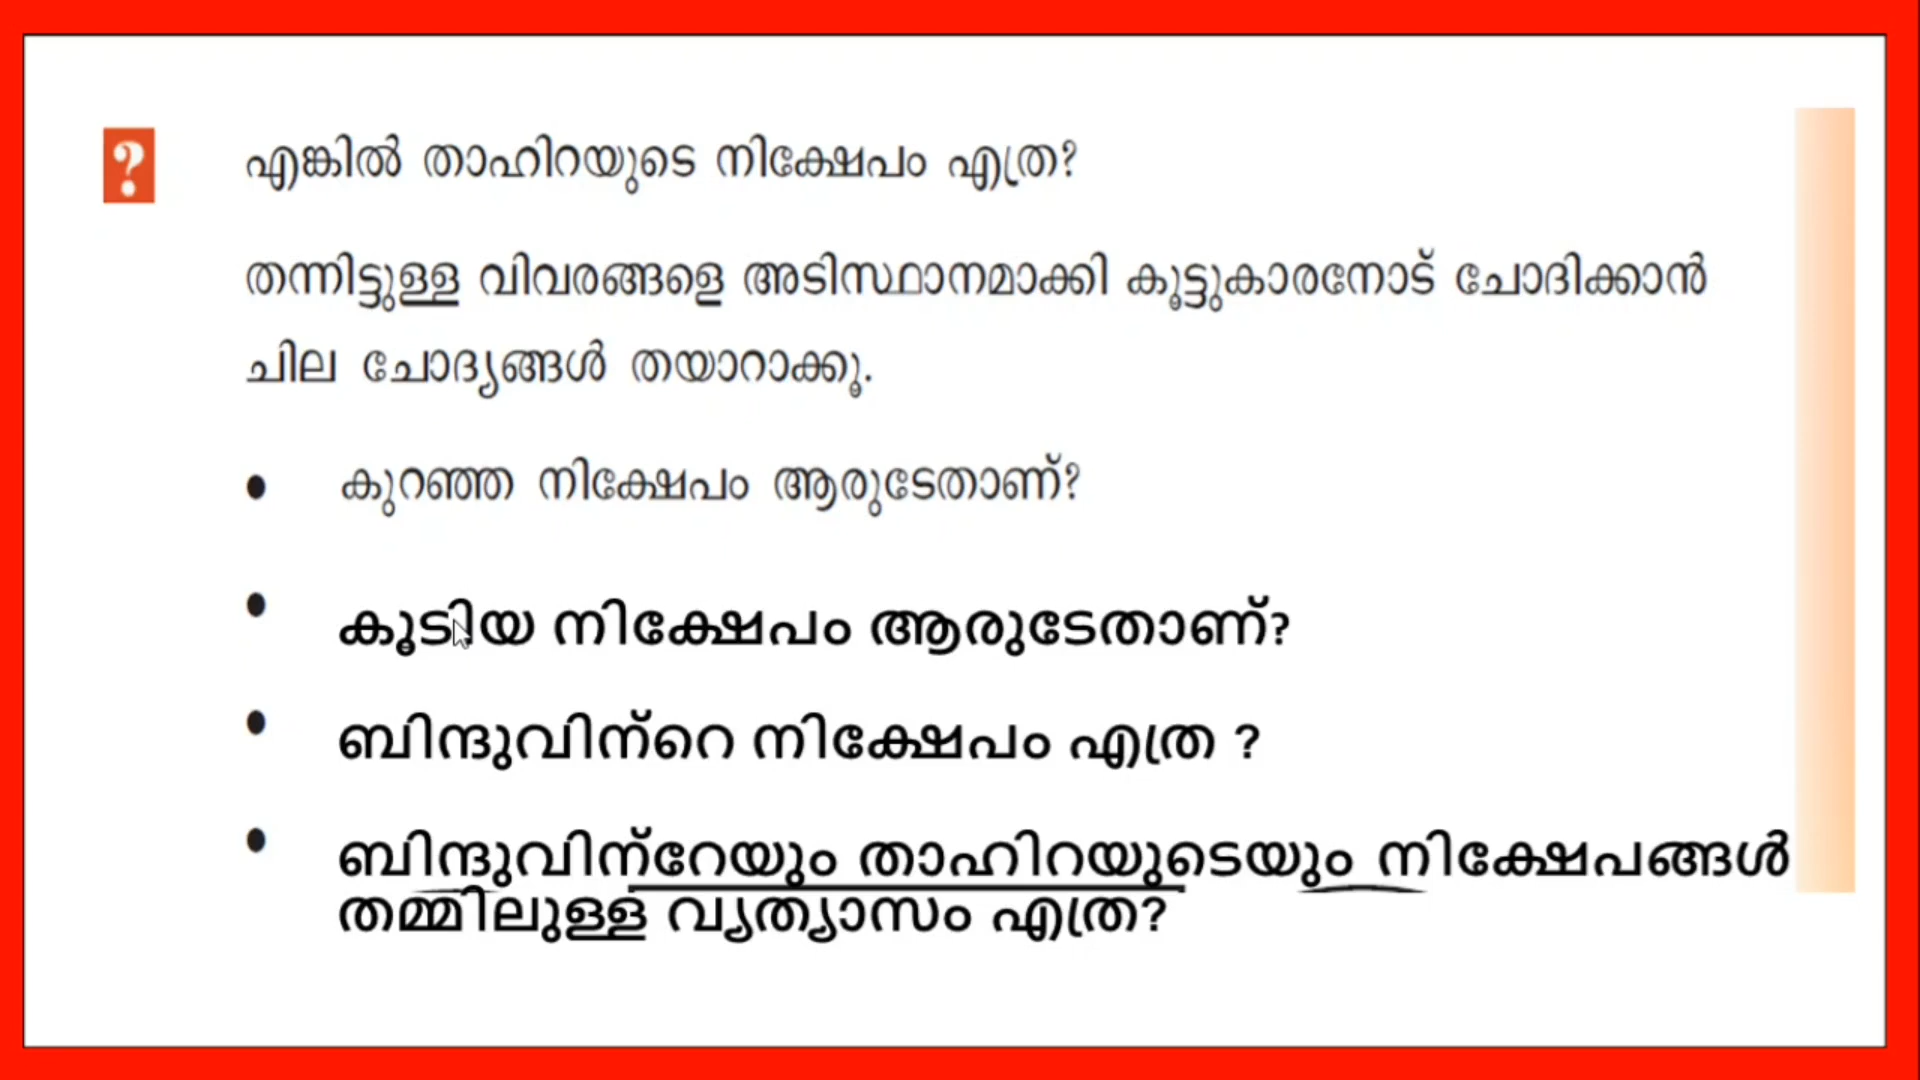 ?
എങ്കിൽ താഹിറയുടെ നിക്ഷേപം എത്ര?
തന്നിട്ടുള്ള വിവരങ്ങളെ അടിസ്ഥാനമാക്കി കൂട്ടുകാരനോട് ചോദിക്കാൻ
ചില ചോദ്യങ്ങൾ തയാറാക്കൂ.
• കുറഞ്ഞ നിക്ഷേപം ആരുടേതാണ്?
• കൂടിയ നിക്ഷേപം ആരുടേതാണ്?
• ബിന്ദുവിന്റെ നിക്ഷേപം എത്ര ?
• ബിന്ദുവിന്റേയും താഹിറയുടെയും നിക്ഷേപങ്ങൾ
തമ്മിലുള്ള വ്യത്യാസം എത്ര?